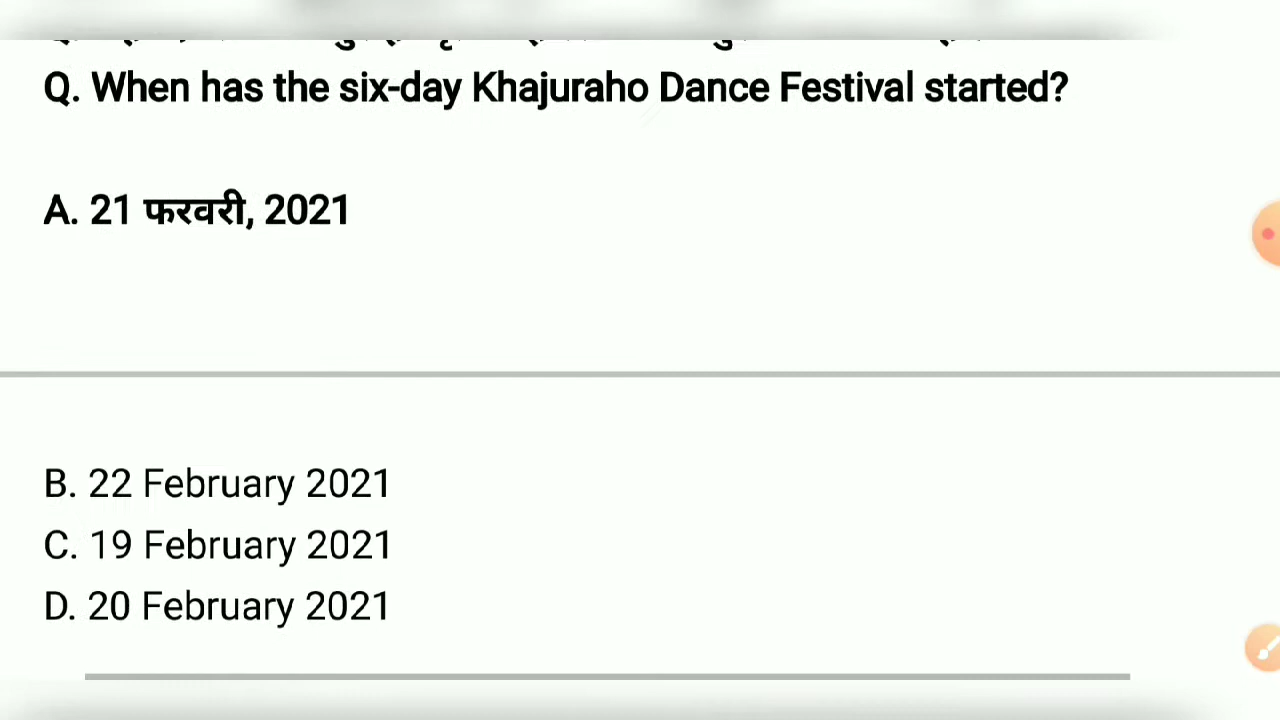 Q. When has the six-day Khajuraho Dance Festival started?
A. 21 फरवरी, 2021
B. 22 February 2021
C. 19 February 2021
D. 20 February 2021